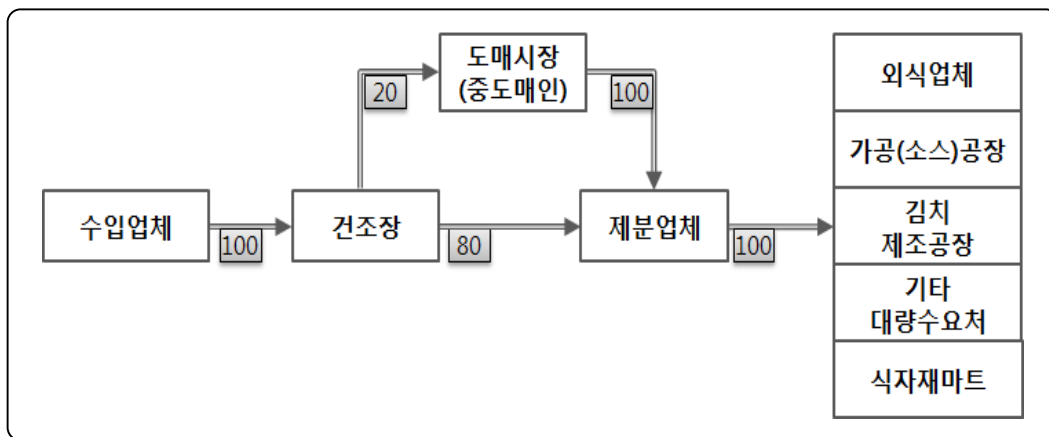 도매시장
(중도매인)
20
100
수입업체
100
건조장
80
제분업체
100
외식업체
가공(소스)공장
김치
제조공장
기타
대량수요처
식자재마트